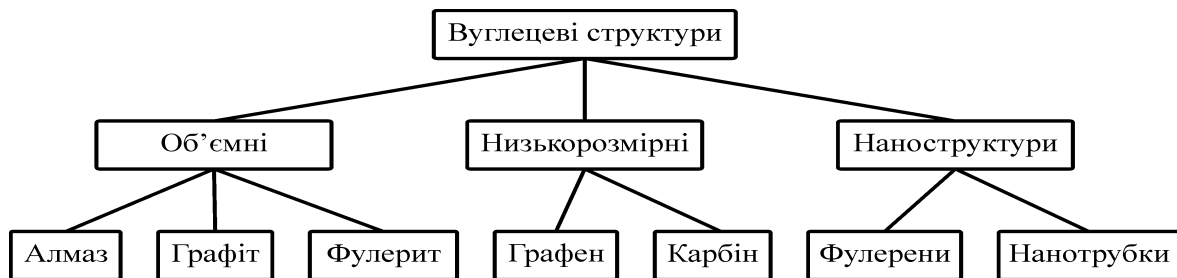 Вуглецеві структури
Об’ємні
Низькорозмірні
Наноструктури
Алмаз
Графіт
Фулерит
Графен
Карбін
Фулерени
Нанотрубки